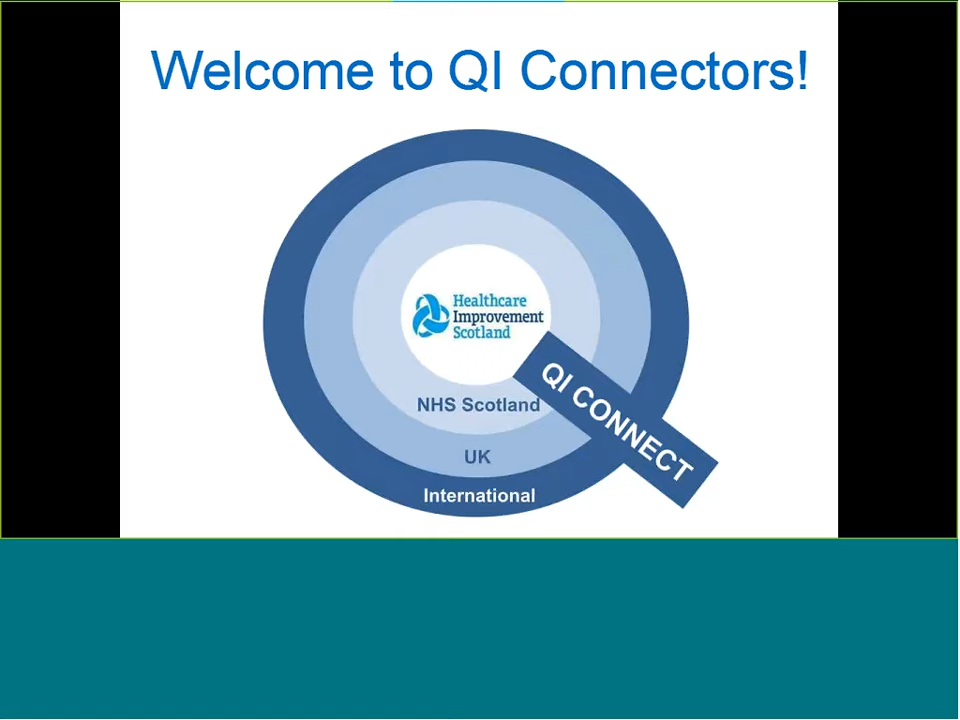 Welcome to QI Connectors!
Healthcare
Improvement
Scotland
QI CONNECT
NHS Scotland
UK
International